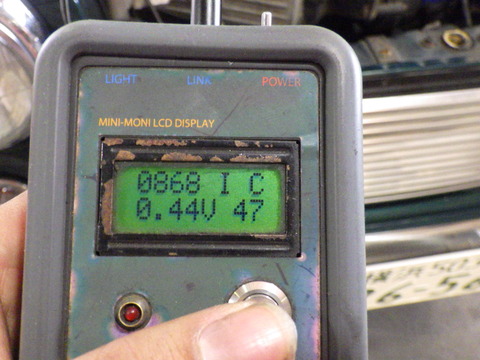 LIGHT LINK POWER
MINI-MONI LCD DISPLAY
0868 I C
0.44V 47